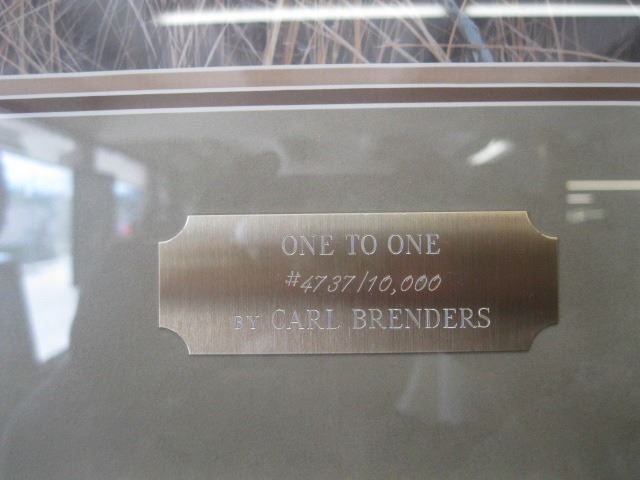 ONE TO ONE
#4737/10,000
BY CARL BRENDERS